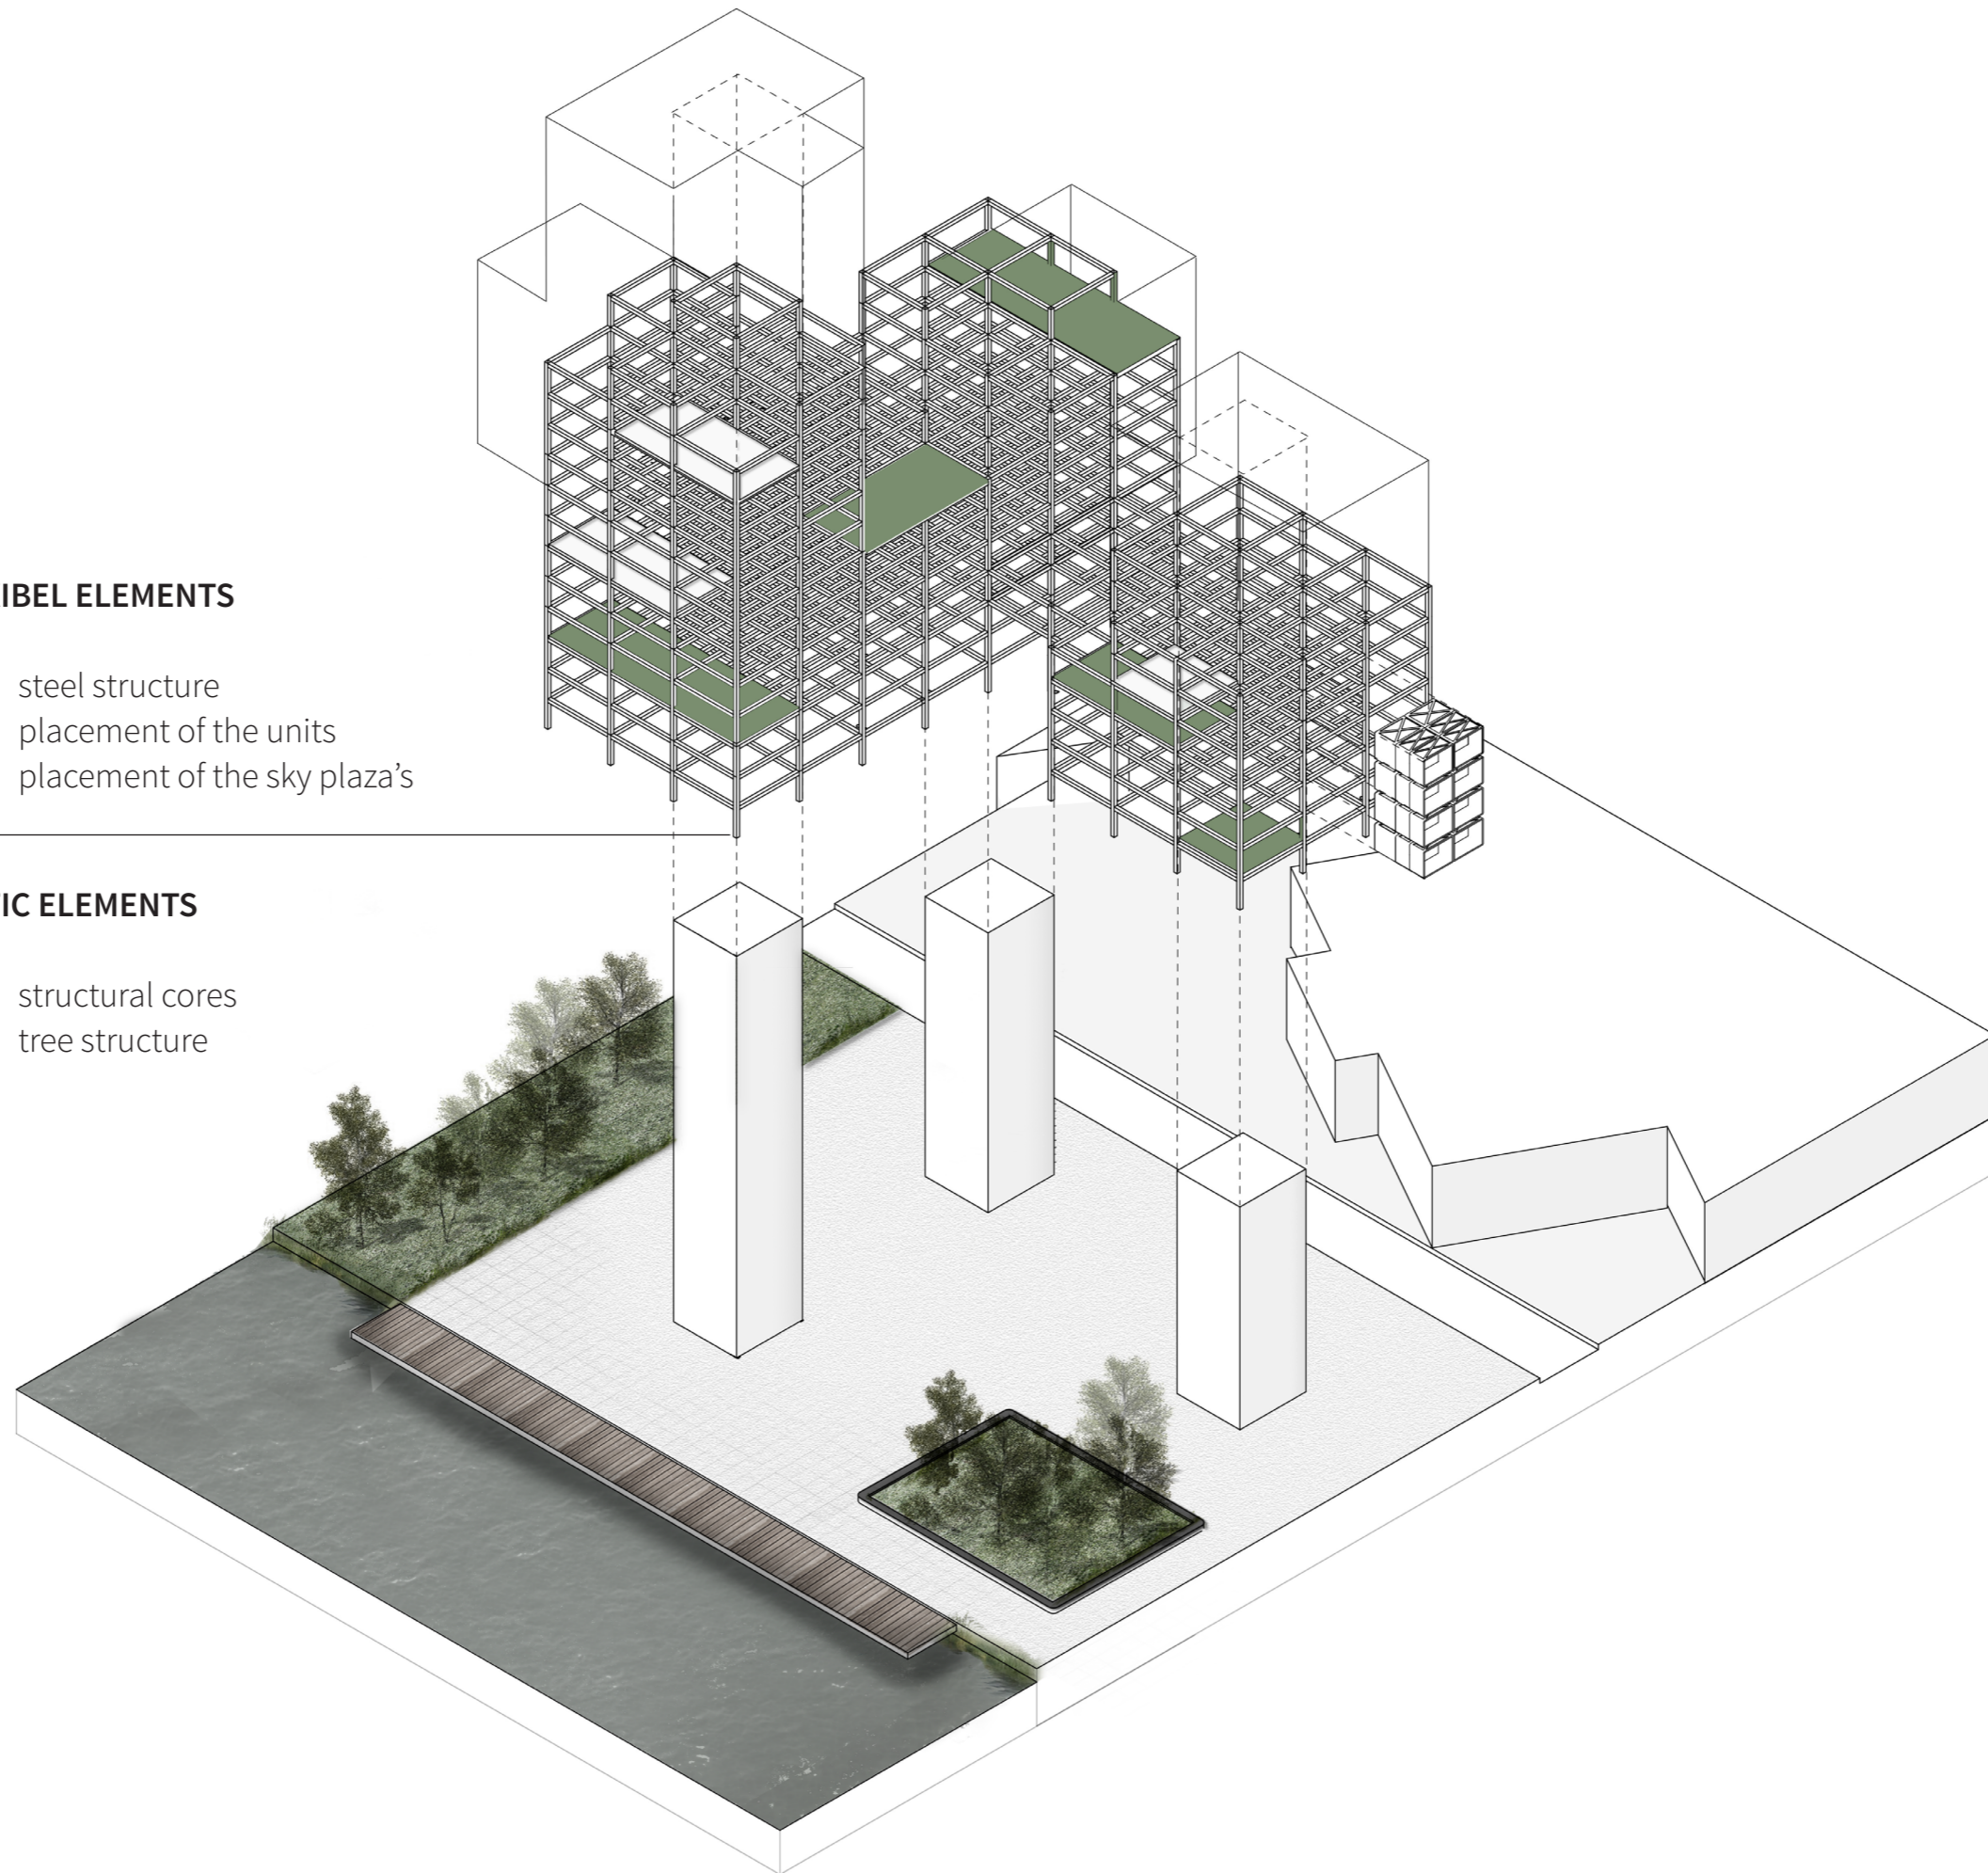 IBEL ELEMENTS
steel structure
placement of the units
placement of the sky plaza’s
IC ELEMENTS
structural cores
tree structure